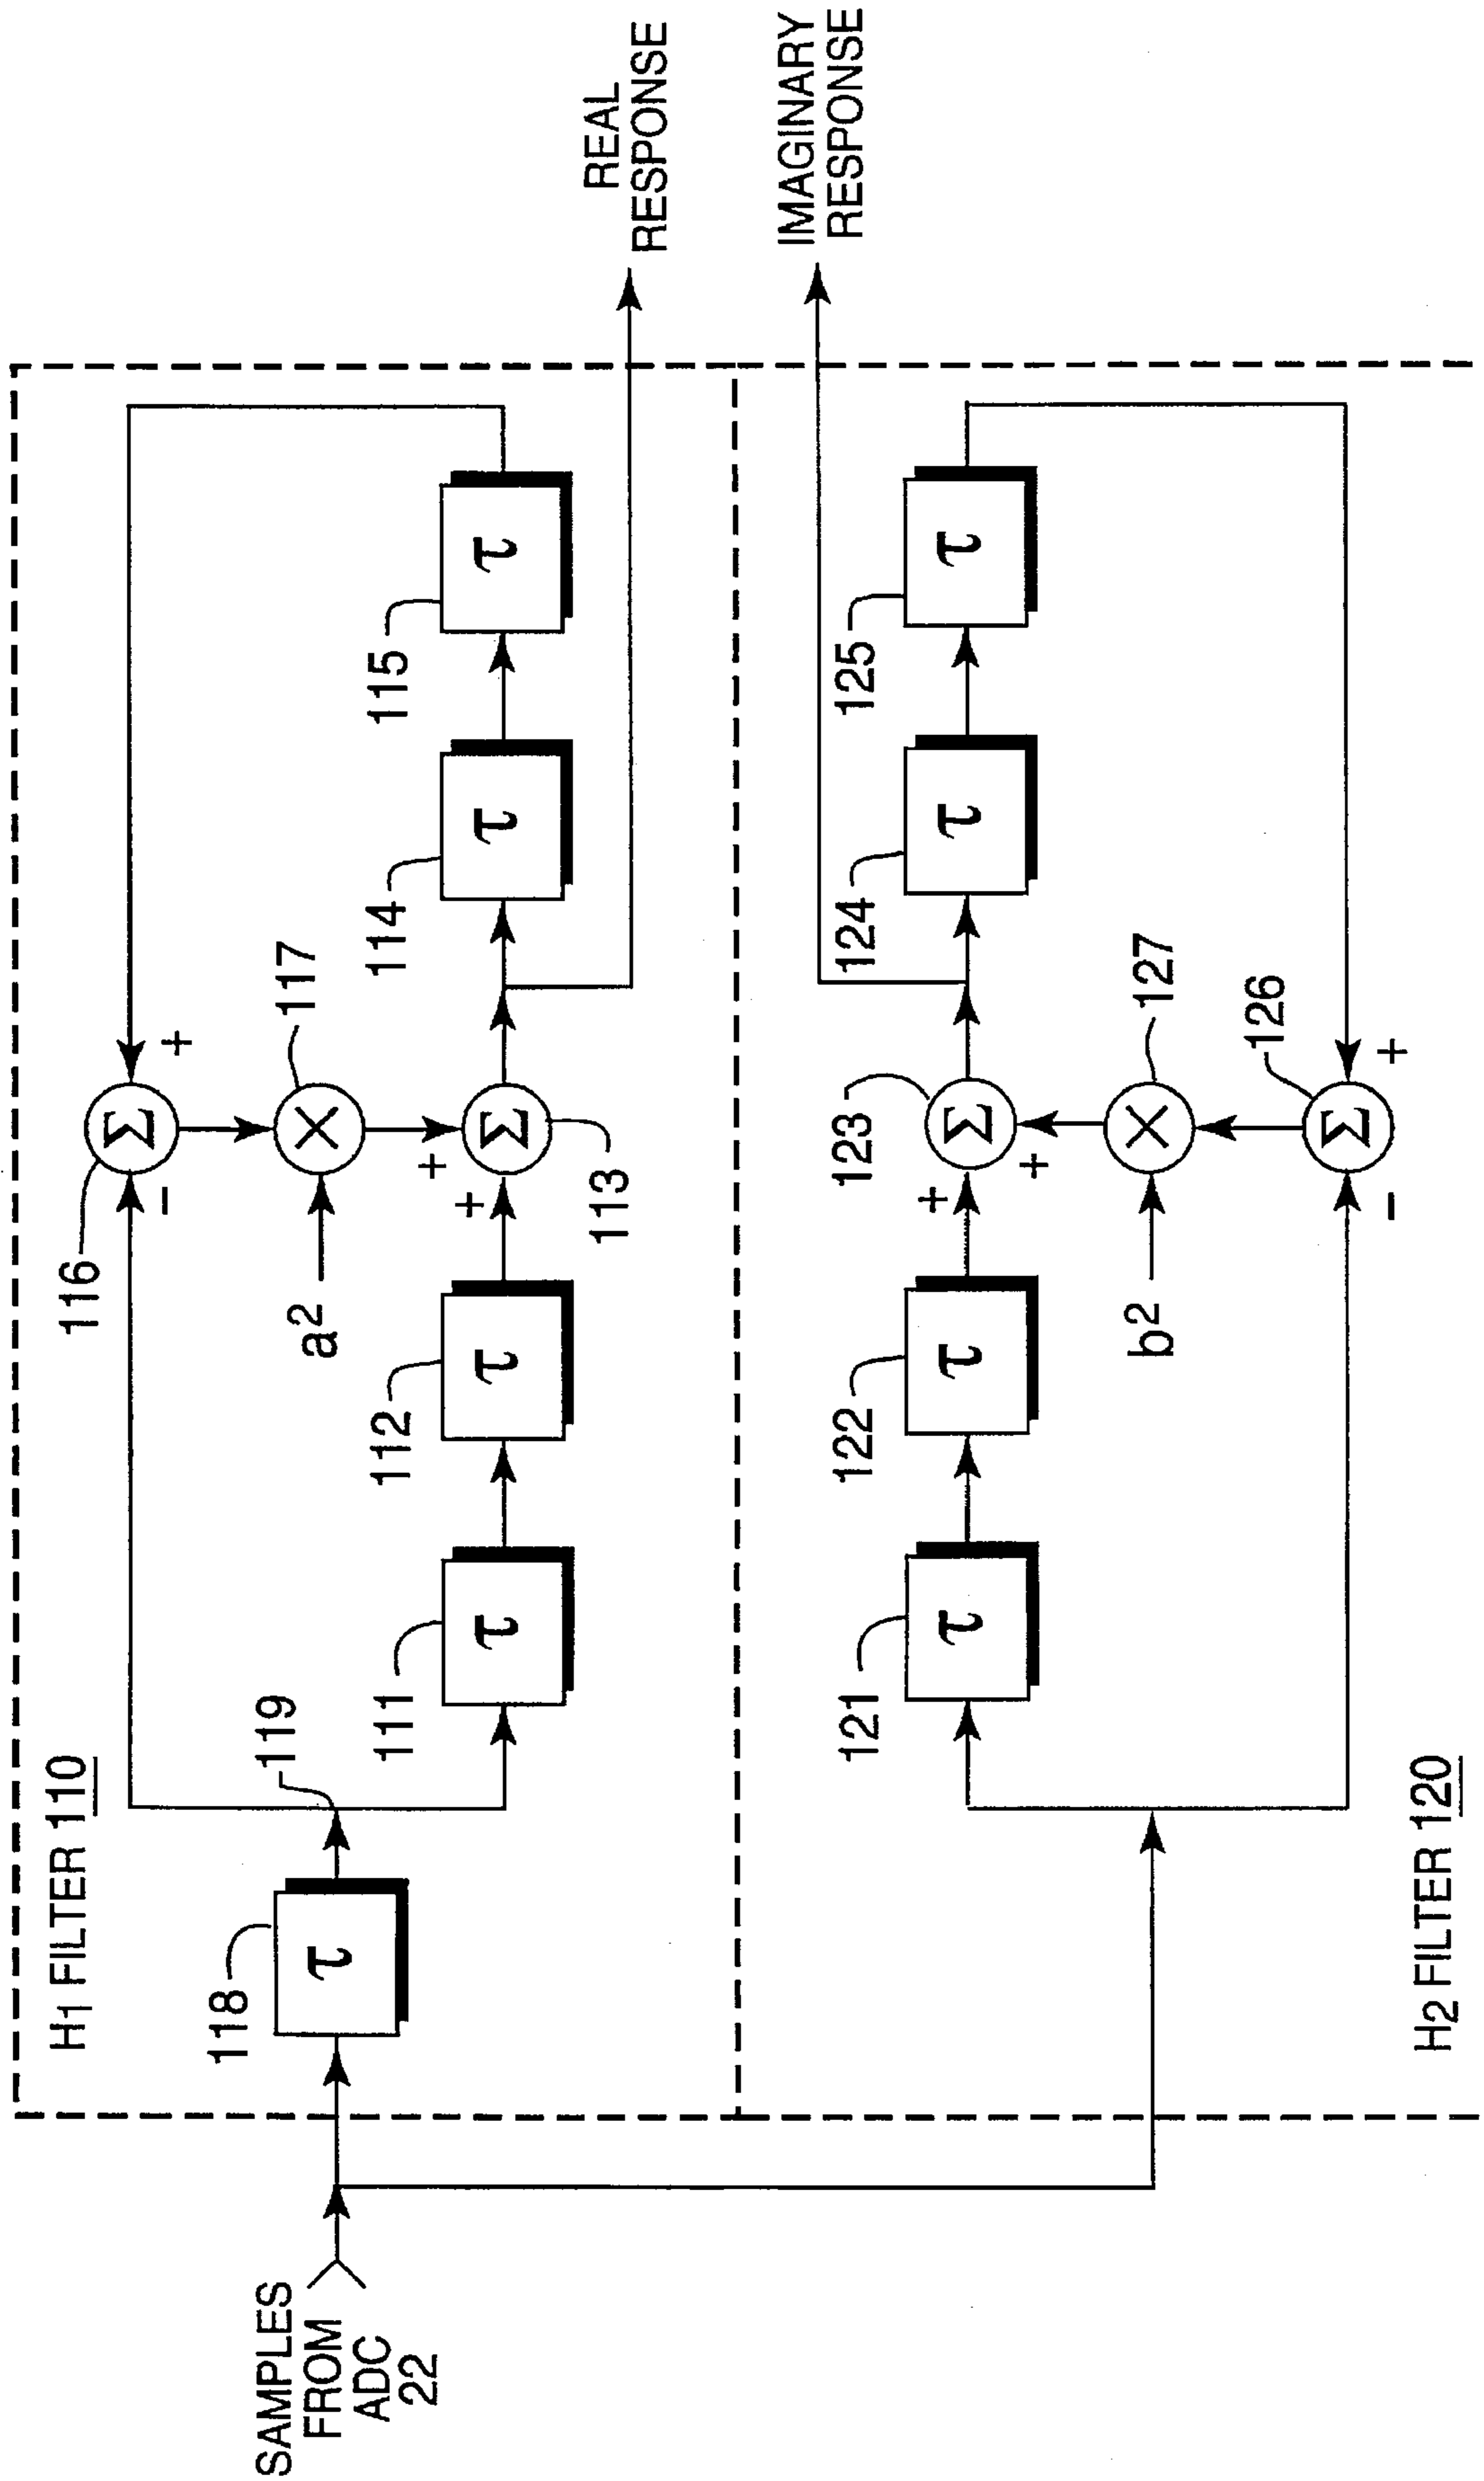 H1 FILTER 110
116
+
−
117
a2
119
118
τ
SAMPLES
FROM
ADC
22
111
τ
112
τ
+
+
Σ
×
Σ
113
114
τ
115
τ
REAL
RESPONSE
IMAGINARY
RESPONSE
121
τ
122
τ
123
+
+
Σ
124
τ
125
τ
127
×
b2
126
Σ
+
−
H2 FILTER 120